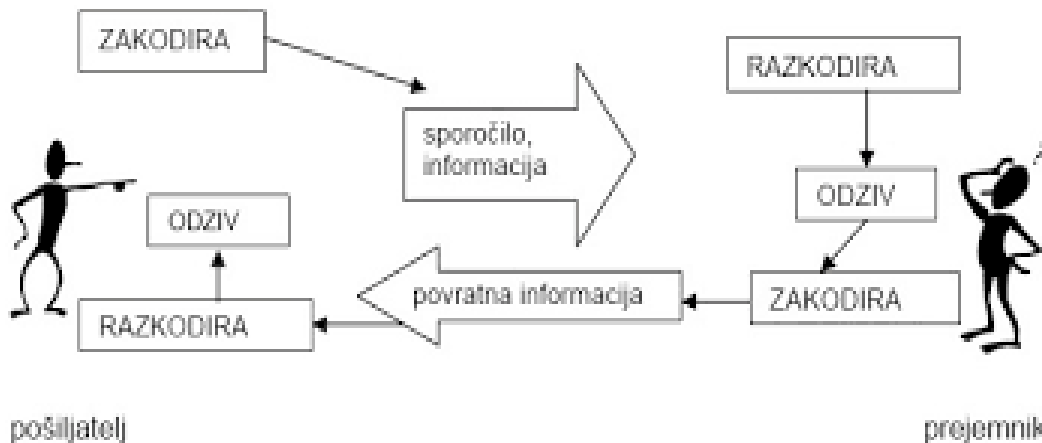 ZAKODIRA
RAZKODIRA
sporočilo,
informacija
ODZIV
ODZIV
povratna informacija
ZAKODIRA
RAZKODIRA
pošiljatelj
prejemnik